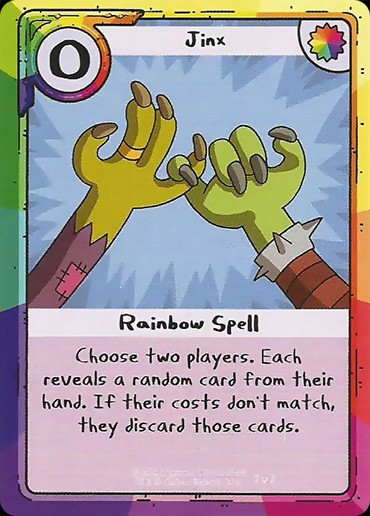 0
Jinx
Rainbow Spell
Choose two players. Each
reveals a random card from their
hand. If their costs don't match,
they discard those cards.